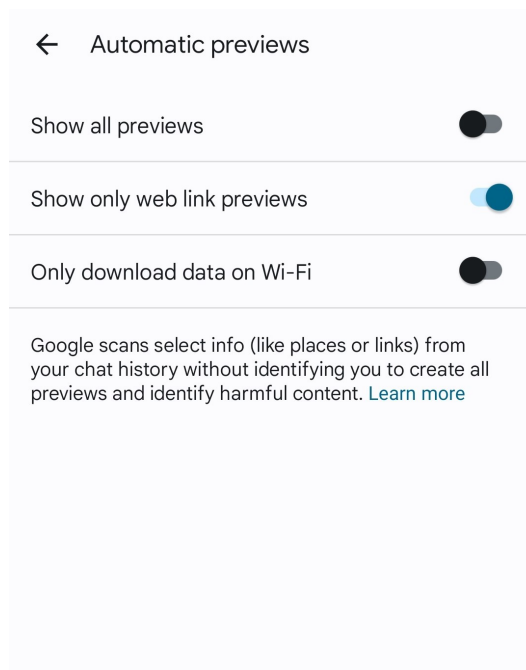 Automatic previews
Show all previews
Show only web link previews
Only download data on Wi-Fi
Google scans select info (like places or links) from
your chat history without identifying you to create all
previews and identify harmful content. Learn more